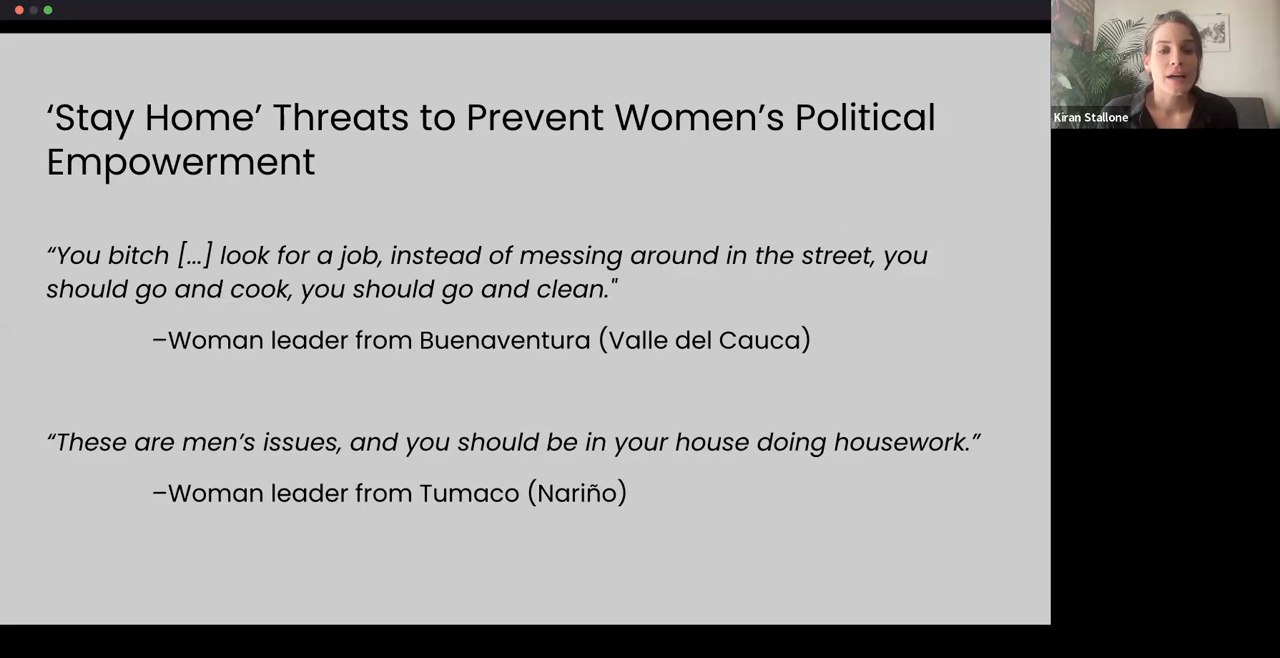 ‘Stay Home’ Threats to Prevent Women’s Political
Empowerment
“You bitch [...] look for a job, instead of messing around in the street, you
should go and cook, you should go and clean."
–Woman leader from Buenaventura (Valle del Cauca)
“These are men’s issues, and you should be in your house doing housework.”
–Woman leader from Tumaco (Nariño)
Kiran Stallone